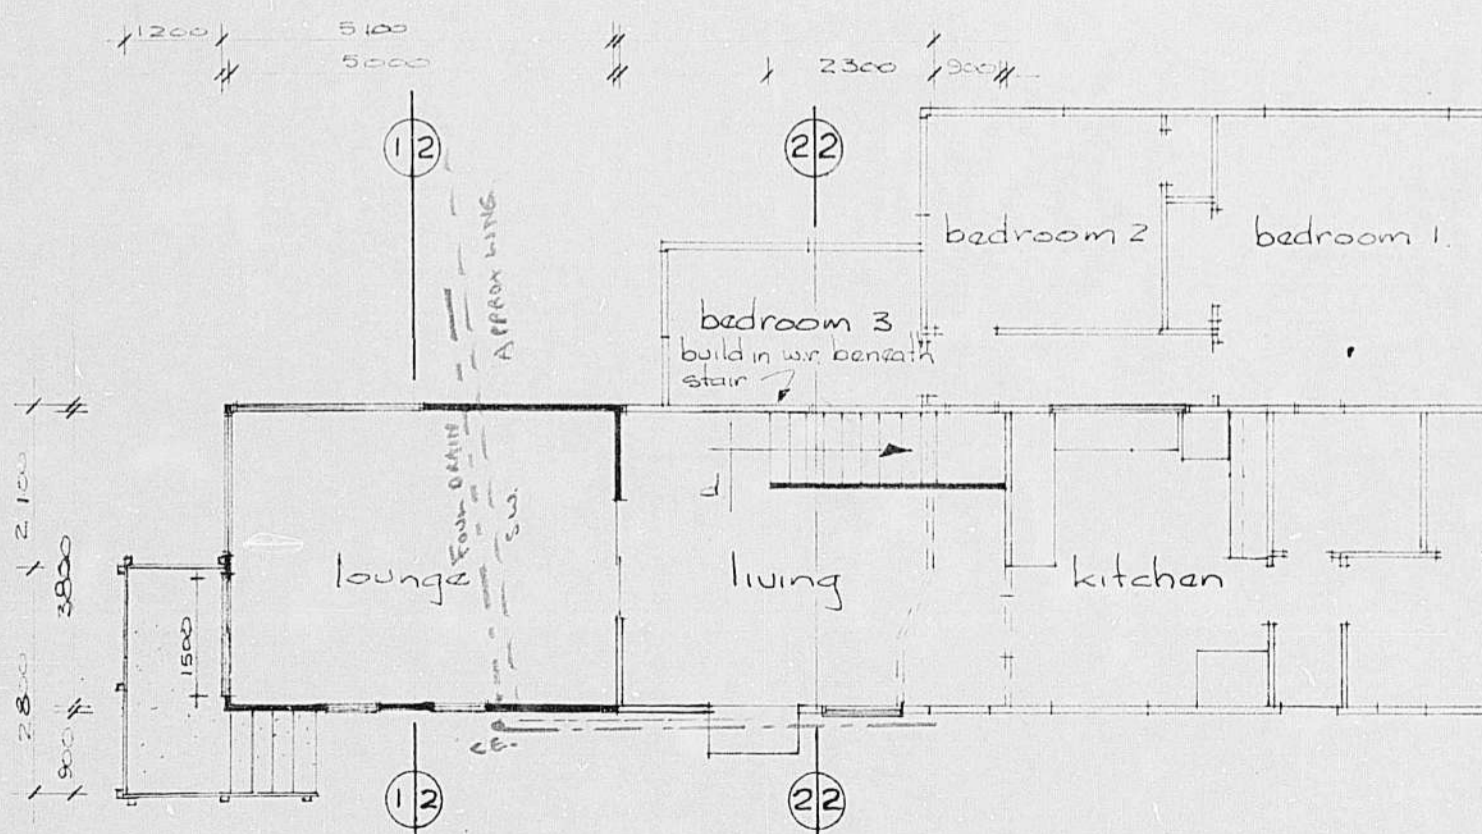 1200
5100
5000
2300
900
1 2
2 2
APPROX LINE
bedroom 2
bedroom 1.
bedroom 3
build in w.r. beneath
stair
2100
3800
FOUL DRAIN
S.W.
d
lounge
living
kitchen
1500
2800
900
1 2
2 2